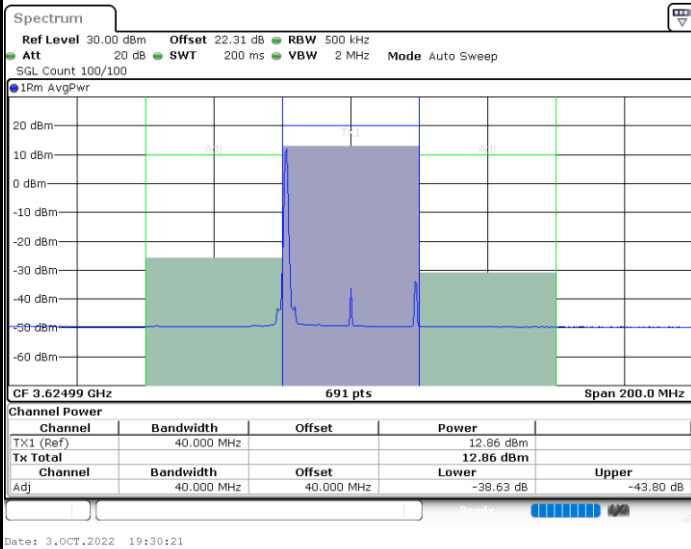 Spectrum
Ref Level 30.00 dBm Offset 22.31 dB RBW 500 kHz
Att 20 dB SWT 200 ms VBW 2 MHz Mode Auto Sweep
SGL Count 100/100
1Rm AvgPwr
20 dBm
TX1
10 dBm
Adj
Adj
0 dBm
-10 dBm
-20 dBm
-30 dBm
-40 dBm
-50 dBm
-60 dBm
CF 3.62499 GHz 691 pts Span 200.0 MHz
Channel Power
Channel Bandwidth Offset Power
TX1 (Ref) 40.000 MHz 12.86 dBm
Tx Total 12.86 dBm
Channel Bandwidth Offset Lower Upper
Adj 40.000 MHz 40.000 MHz -38.63 dB -43.80 dB
Ready
Date: 3.OCT.2022 19:30:21